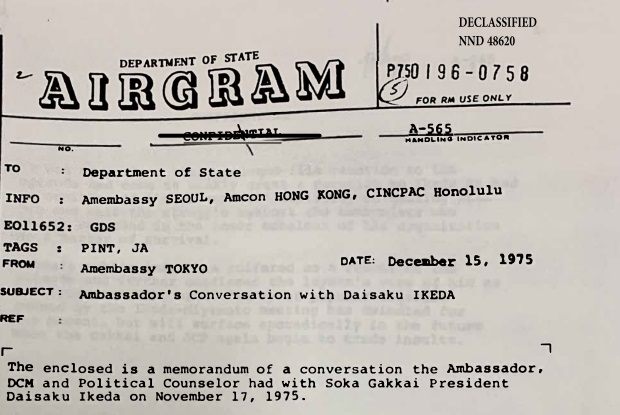 DECLASSIFIED
NND 48620
2
DEPARTMENT OF STATE
AIRGRAM
P750196-0758
5
FOR RM USE ONLY
CONFIDENTIAL
A-565
NO.
HANDLING INDICATOR
TO : Department of State
INFO : Amembassy SEOUL, Amcon HONG KONG, CINCPAC Honolulu
EO11652: GDS
TAGS : PINT, JA
FROM : Amembassy TOKYO
DATE: December 15, 1975
SUBJECT: Ambassador's Conversation with Daisaku IKEDA
REF :
The enclosed is a memorandum of a conversation the Ambassador,
DCM and Political Counselor had with Soka Gakkai President
Daisaku Ikeda on November 17, 1975.